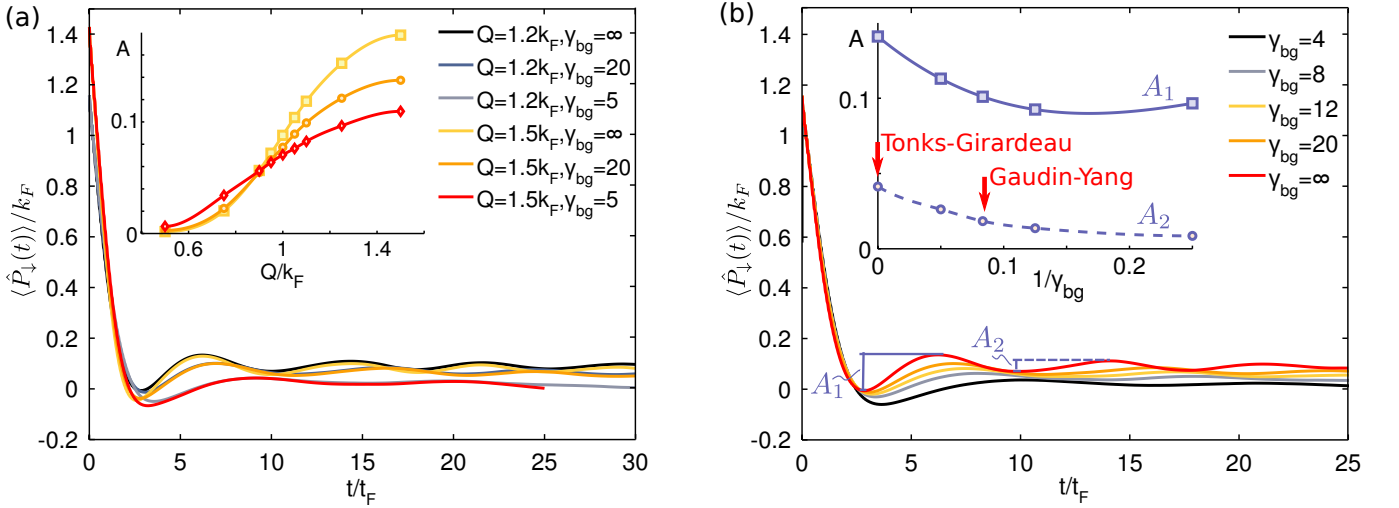 (a)
1.4
1.2
1
0.8
0.6
0.4
0.2
0
-0.2
⟨P̂↓(t)⟩/k_F
0
5
10
15
20
25
30
t/t_F
A
0.1
0
0.6
1
1.4
Q/k_F
Q=1.2k_F,γ_bg=∞
Q=1.2k_F,γ_bg=20
Q=1.2k_F,γ_bg=5
Q=1.5k_F,γ_bg=∞
Q=1.5k_F,γ_bg=20
Q=1.5k_F,γ_bg=5
(b)
1.4
1.2
1
0.8
0.6
0.4
0.2
0
-0.2
⟨P̂↓(t)⟩/k_F
0
5
10
15
20
25
t/t_F
A
0.1
0
0
0.1
0.2
1/γ_bg
A₁
Tonks-Girardeau
Gaudin-Yang
A₂
γ_bg=4
γ_bg=8
γ_bg=12
γ_bg=20
γ_bg=∞
A₂
A₁